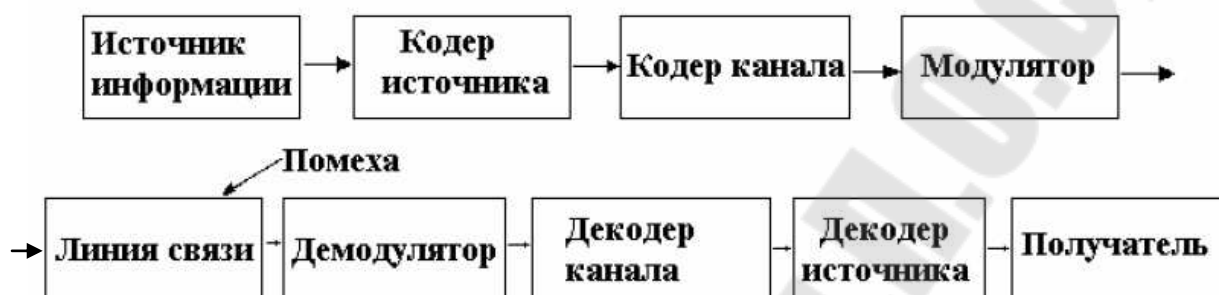 Источник
информации
Кодер
источника
Кодер канала
Модулятор
Помеха
Линия связи
Демодулятор
Декодер
канала
Декодер
источника
Получатель